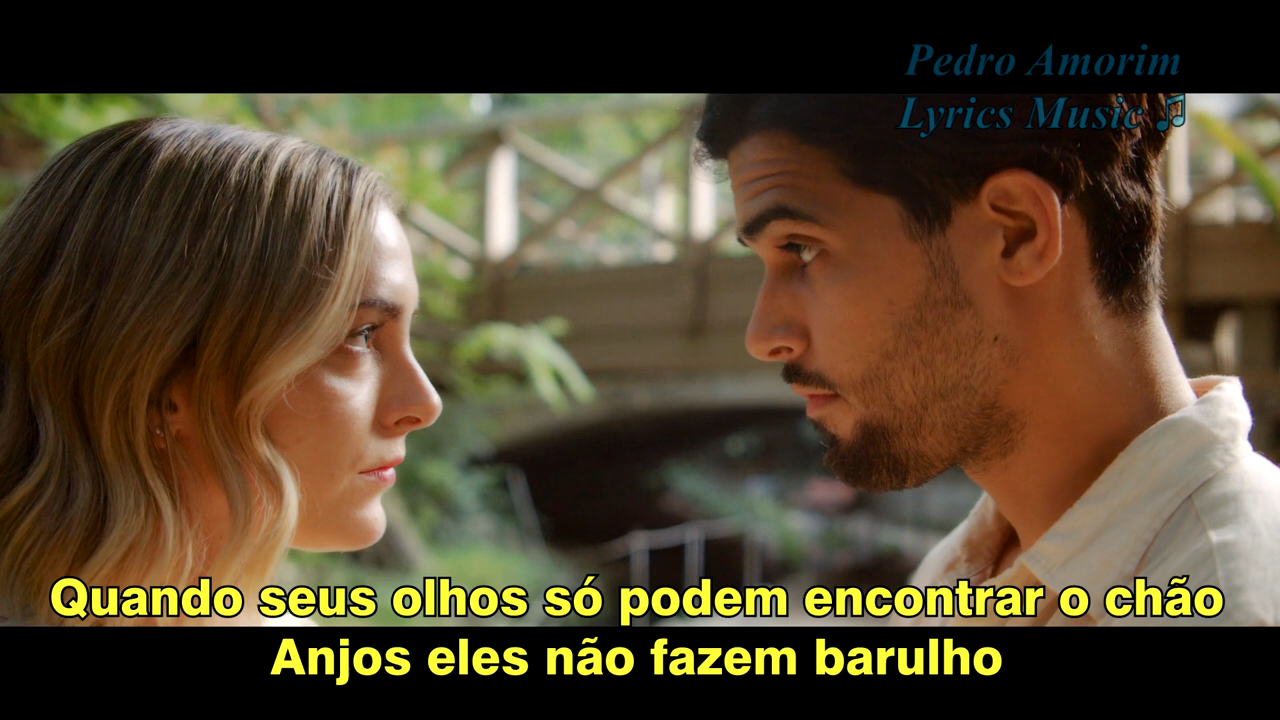 Pedro Amorim
Lyrics Music ♫
Quando seus olhos só podem encontrar o chão
Anjos eles não fazem barulho